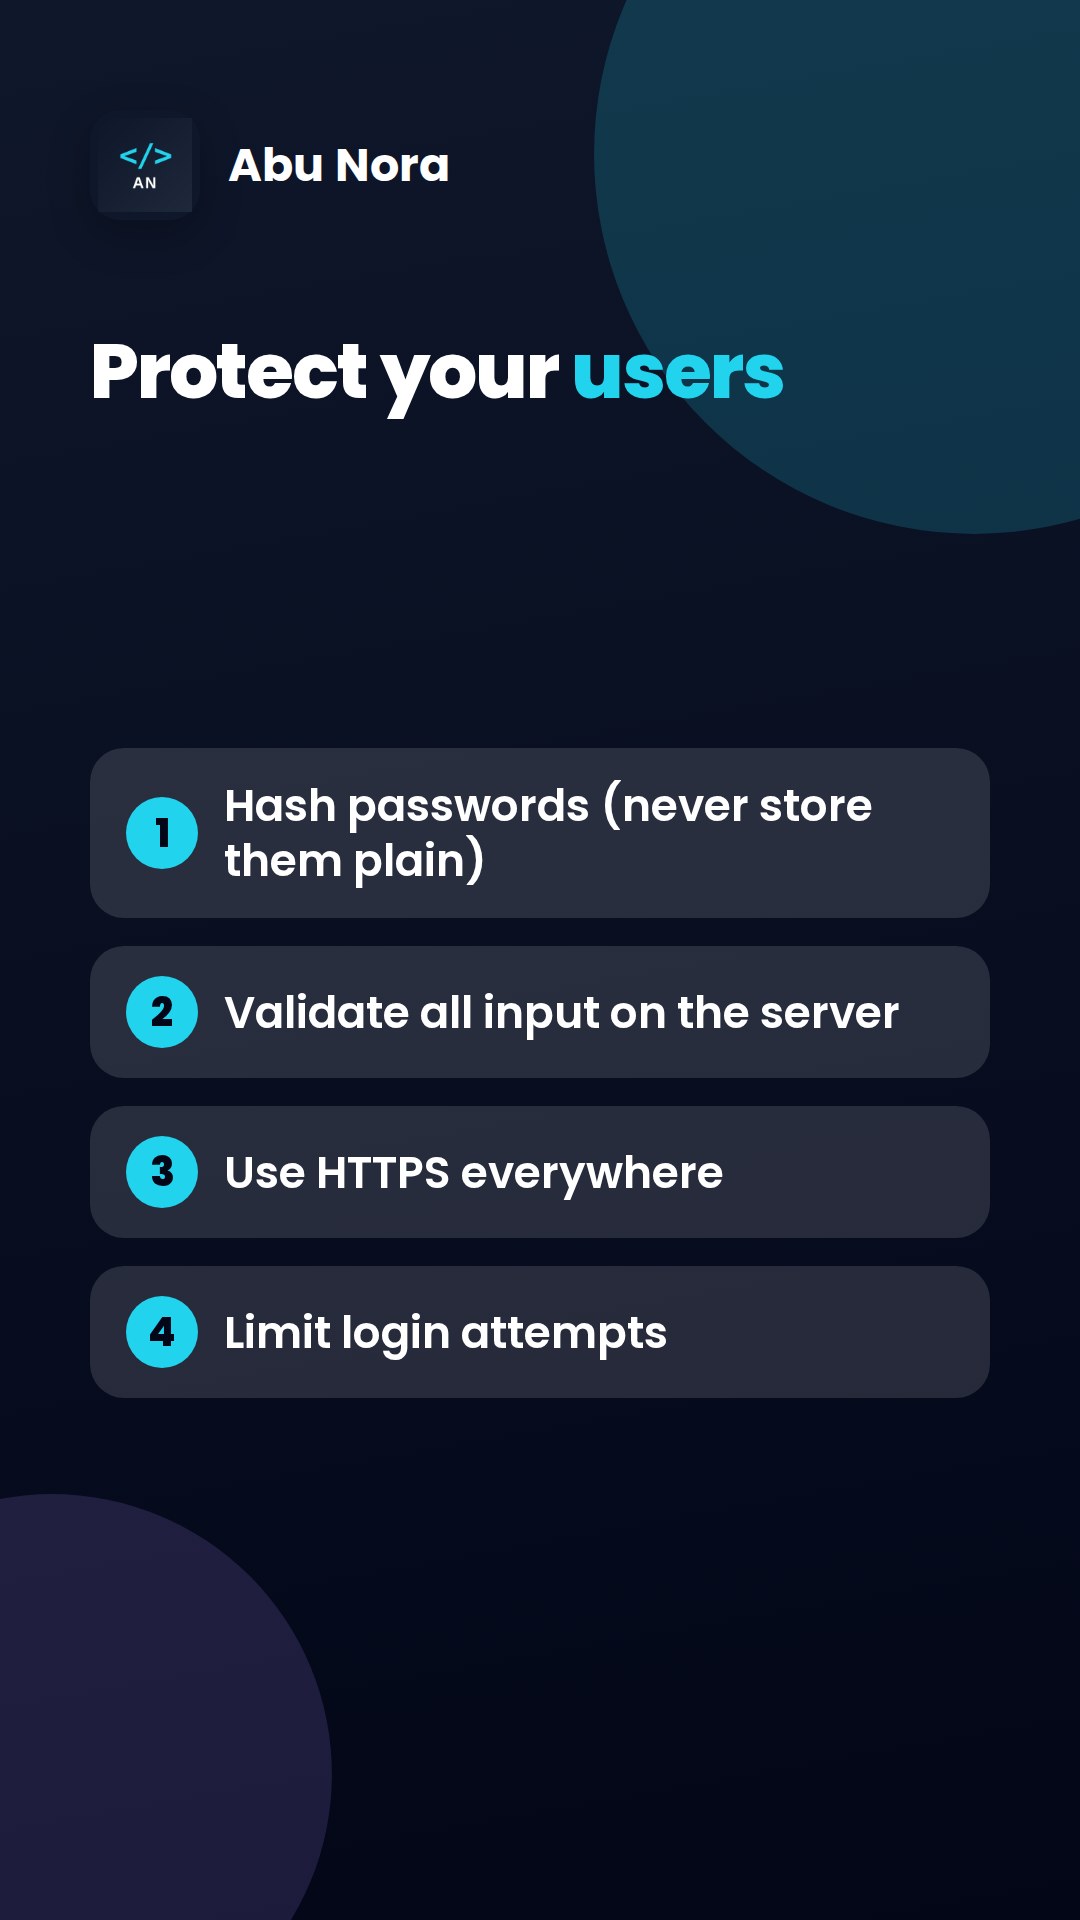 </>
AN
Abu Nora
Protect your users
1
Hash passwords (never store
them plain)
2
Validate all input on the server
3
Use HTTPS everywhere
4
Limit login attempts